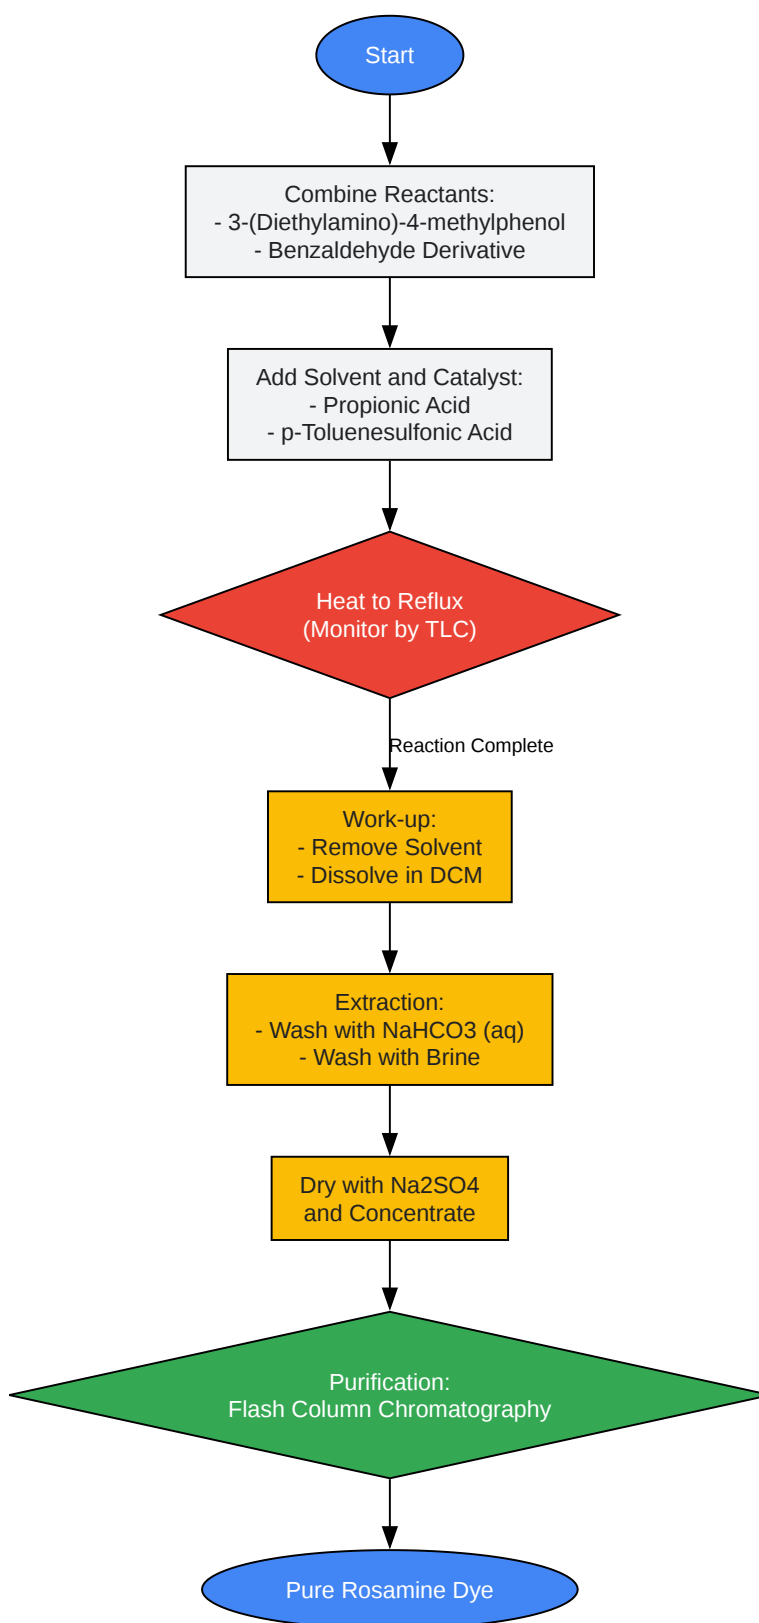 Start
Combine Reactants:
- 3-(Diethylamino)-4-methylphenol
- Benzaldehyde Derivative
Add Solvent and Catalyst:
- Propionic Acid
- p-Toluenesulfonic Acid
Heat to Reflux
(Monitor by TLC)
Reaction Complete
Work-up:
- Remove Solvent
- Dissolve in DCM
Extraction:
- Wash with NaHCO3 (aq)
- Wash with Brine
Dry with Na2SO4
and Concentrate
Purification:
Flash Column Chromatography
Pure Rosamine Dye